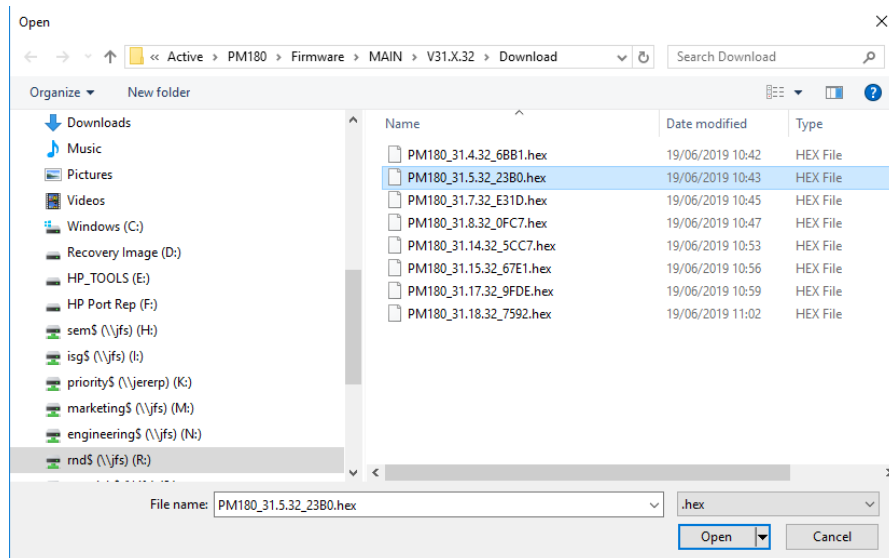 Open
« Active > PM180 > Firmware > MAIN > V31.X.32 > Download
Search Download
Organize
New folder
Downloads
Music
Pictures
Videos
Windows (C:)
Recovery Image (D:)
HP_TOOLS (E:)
HP Port Rep (F:)
sem$ (\\jfs) (H:)
isg$ (\\jfs) (I:)
priority$ (\\jererp) (K:)
marketing$ (\\jfs) (M:)
engineering$ (\\jfs) (N:)
rnd$ (\\jfs) (R:)
Name Date modified Type
PM180_31.4.32_6BB1.hex 19/06/2019 10:42 HEX File
PM180_31.5.32_23B0.hex 19/06/2019 10:43 HEX File
PM180_31.7.32_E31D.hex 19/06/2019 10:45 HEX File
PM180_31.8.32_0FC7.hex 19/06/2019 10:47 HEX File
PM180_31.14.32_5CC7.hex 19/06/2019 10:53 HEX File
PM180_31.15.32_67E1.hex 19/06/2019 10:56 HEX File
PM180_31.17.32_9FDE.hex 19/06/2019 10:59 HEX File
PM180_31.18.32_7592.hex 19/06/2019 11:02 HEX File
File name: PM180_31.5.32_23B0.hex
.hex
Open
Cancel